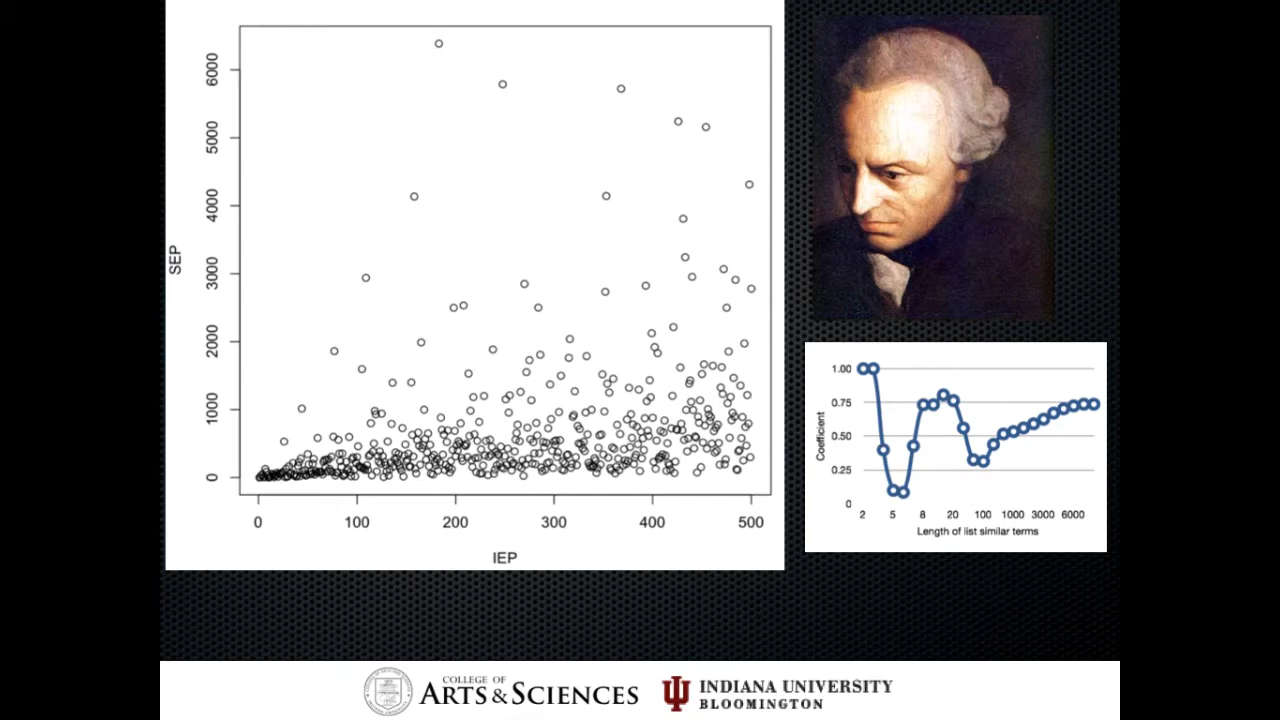 6000
5000
4000
3000
2000
1000
0
SEP
0 100 200 300 400 500
IEP
1.00
0.75
0.50
0.25
0
Coefficient
2 5 8 20 100 1000 3000 6000
Length of list similar terms
COLLEGE OF
ARTS & SCIENCES
INDIANA UNIVERSITY
BLOOMINGTON